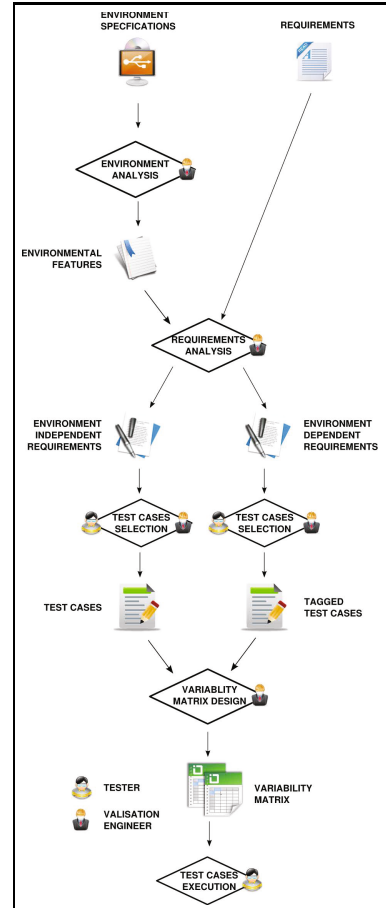 ENVIRONMENT
SPECFICATIONS
REQUIREMENTS
ENVIRONMENT
ANALYSIS
ENVIRONMENTAL
FEATURES
REQUIREMENTS
ANALYSIS
ENVIRONMENT
INDEPENDENT
REQUIREMENTS
ENVIRONMENT
DEPENDENT
REQUIREMENTS
TEST CASES
SELECTION
TEST CASES
SELECTION
TEST CASES
TAGGED
TEST CASES
VARIABLITY
MATRIX DESIGN
TESTER
VALISATION
ENGINEER
VARIABILITY
MATRIX
TEST CASES
EXECUTION